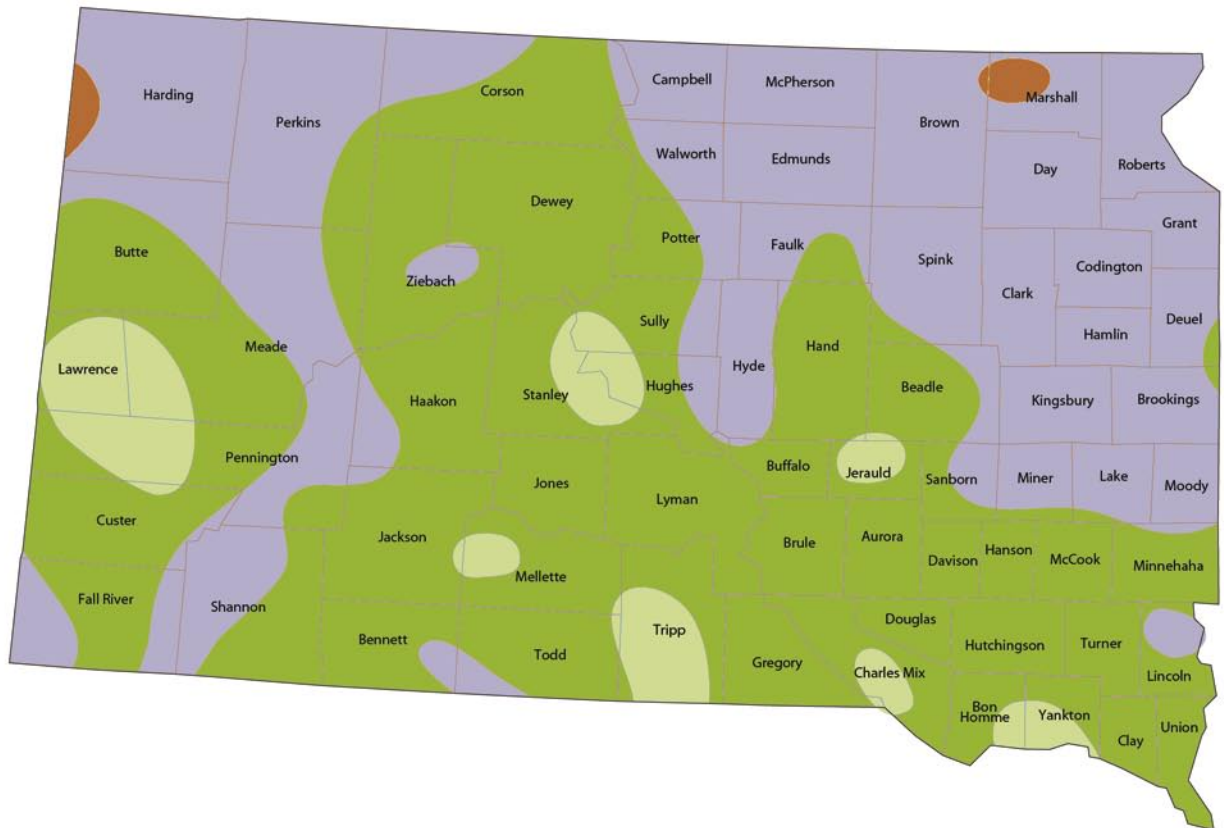 Harding
Perkins
Corson
Campbell
McPherson
Brown
Marshall
Walworth
Edmunds
Day
Roberts
Dewey
Grant
Butte
Ziebach
Potter
Faulk
Spink
Codington
Clark
Meade
Sully
Hand
Hamlin
Deuel
Lawrence
Stanley
Hughes
Hyde
Beadle
Haakon
Kingsbury
Brookings
Pennington
Buffalo
Jerauld
Sanborn
Miner
Lake
Moody
Jones
Lyman
Custer
Jackson
Brule
Aurora
Davison
Hanson
McCook
Minnehaha
Mellette
Fall River
Shannon
Bennett
Todd
Tripp
Gregory
Douglas
Hutchingson
Turner
Charles Mix
Lincoln
Bon
Homme
Yankton
Clay
Union